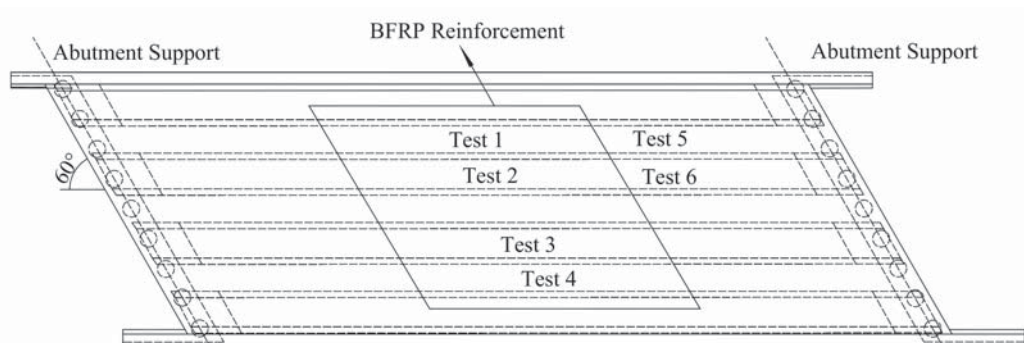 BFRP Reinforcement
Abutment Support
Abutment Support
Test 1
Test 5
Test 2
Test 6
60°
Test 3
Test 4